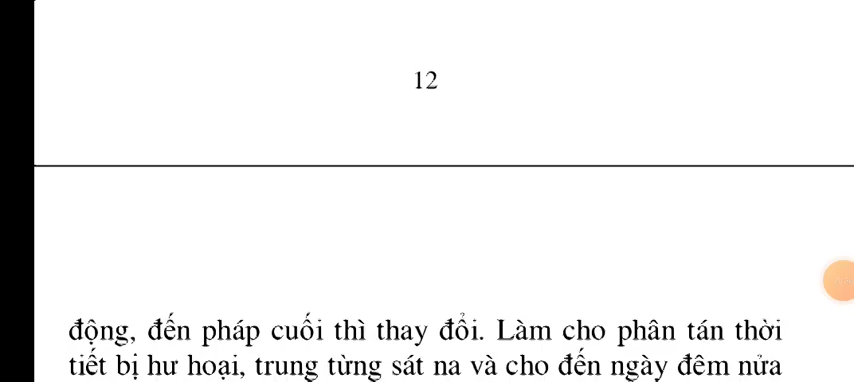 12
động, đến pháp cuối thì thay đổi. Làm cho phân tán thời
tiết bị hư hoại, trung từng sát na và cho đến ngày đêm nửa